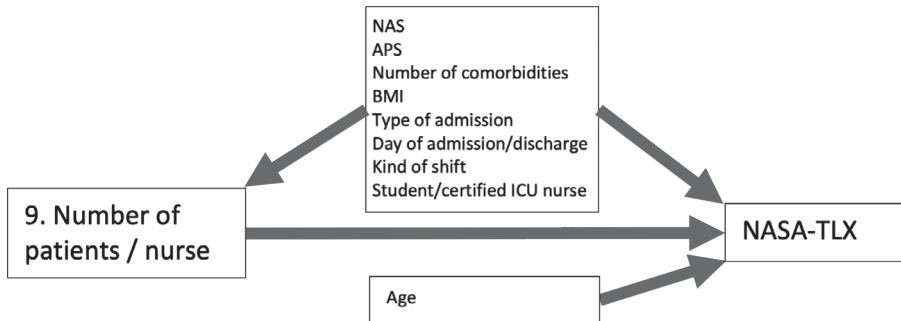 NAS
APS
Number of comorbidities
BMI
Type of admission
Day of admission/discharge
Kind of shift
Student/certified ICU nurse
9. Number of
patients / nurse
NASA-TLX
Age